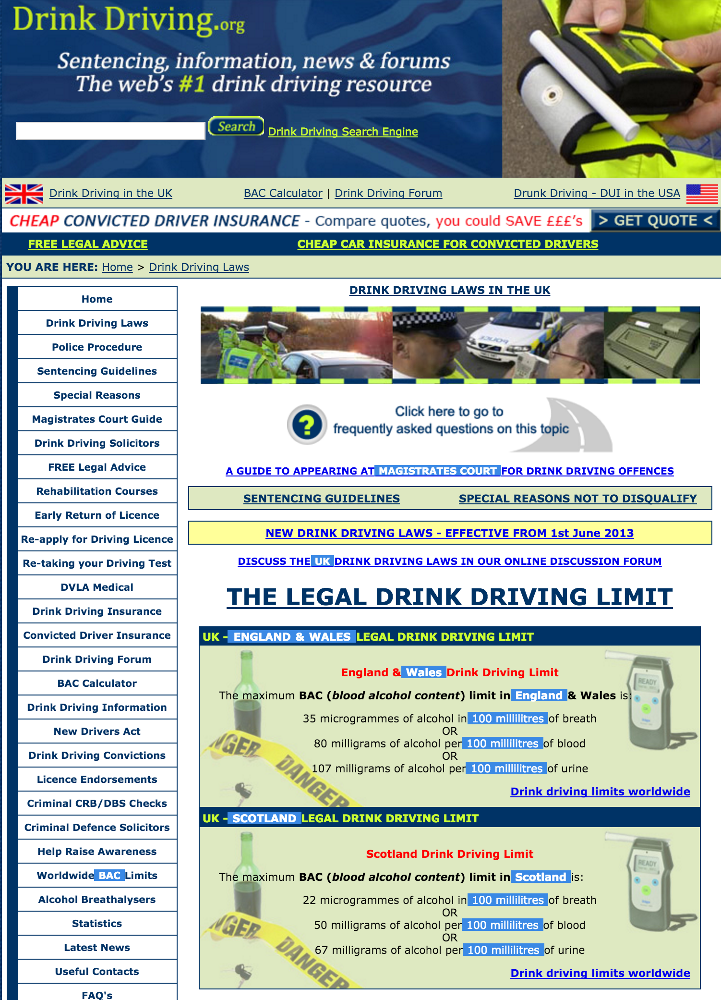 Drink Driving.org
Sentencing, information, news & forums
The web's #1 drink driving resource
Search Drink Driving Search Engine
Drink Driving in the UK
BAC Calculator | Drink Driving Forum
Drunk Driving - DUI in the USA
CHEAP CONVICTED DRIVER INSURANCE - Compare quotes, you could SAVE £££'s
> GET QUOTE <
FREE LEGAL ADVICE
CHEAP CAR INSURANCE FOR CONVICTED DRIVERS
YOU ARE HERE: Home > Drink Driving Laws
Home
Drink Driving Laws
Police Procedure
Sentencing Guidelines
Special Reasons
Magistrates Court Guide
Drink Driving Solicitors
FREE Legal Advice
Rehabilitation Courses
Early Return of Licence
Re-apply for Driving Licence
Re-taking your Driving Test
DVLA Medical
Drink Driving Insurance
Convicted Driver Insurance
Drink Driving Forum
BAC Calculator
Drink Driving Information
New Drivers Act
Drink Driving Convictions
Licence Endorsements
Criminal CRB/DBS Checks
Criminal Defence Solicitors
Help Raise Awareness
Worldwide BAC Limits
Alcohol Breathalysers
Statistics
Latest News
Useful Contacts
FAQ's
DRINK DRIVING LAWS IN THE UK
POLICE
?
Click here to go to
frequently asked questions on this topic
A GUIDE TO APPEARING AT MAGISTRATES COURT FOR DRINK DRIVING OFFENCES
SENTENCING GUIDELINES
SPECIAL REASONS NOT TO DISQUALIFY
NEW DRINK DRIVING LAWS - EFFECTIVE FROM 1st June 2013
DISCUSS THE UK DRINK DRIVING LAWS IN OUR ONLINE DISCUSSION FORUM
THE LEGAL DRINK DRIVING LIMIT
UK - ENGLAND & WALES LEGAL DRINK DRIVING LIMIT
England & Wales Drink Driving Limit
READY
The maximum BAC (blood alcohol content) limit in England & Wales is:
35 microgrammes of alcohol in 100 millilitres of breath
OR
80 milligrams of alcohol per 100 millilitres of blood
OR
107 milligrams of alcohol per 100 millilitres of urine
NGER DANGER
Drink driving limits worldwide
UK - SCOTLAND LEGAL DRINK DRIVING LIMIT
Scotland Drink Driving Limit
READY
The maximum BAC (blood alcohol content) limit in Scotland is:
22 microgrammes of alcohol in 100 millilitres of breath
OR
50 milligrams of alcohol per 100 millilitres of blood
OR
67 milligrams of alcohol per 100 millilitres of urine
NGER DANGER
Drink driving limits worldwide